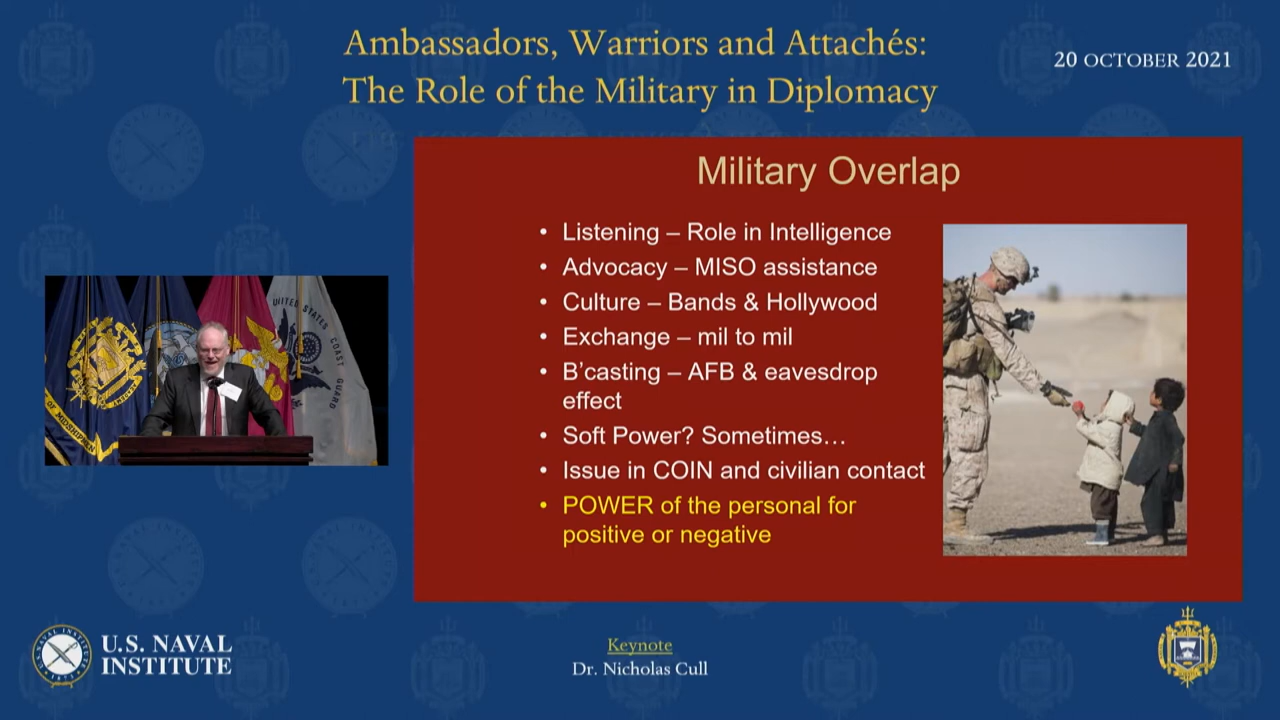 Ambassadors, Warriors and Attachés:
The Role of the Military in Diplomacy
20 OCTOBER 2021
Military Overlap
• Listening – Role in Intelligence
• Advocacy – MISO assistance
• Culture – Bands & Hollywood
• Exchange – mil to mil
• B'casting – AFB & eavesdrop
effect
• Soft Power? Sometimes…
• Issue in COIN and civilian contact
• POWER of the personal for
positive or negative
UNITED STATES
COAST GUARD
OF MIDSHIPMEN
U.S. NAVAL
INSTITUTE
Keynote
Dr. Nicholas Cull